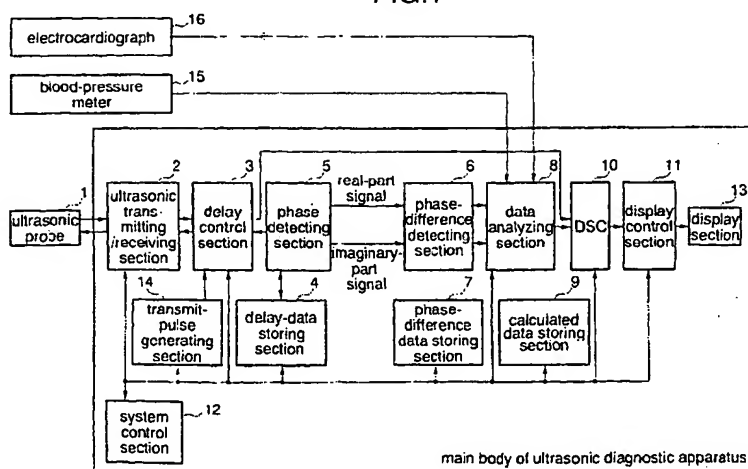 16
electrocardiograph
15
blood-pressure
meter
1
ultrasonic
probe
2
ultrasonic
trans-
mitting
/receiving
section
3
delay
control
section
5
phase
detecting
section
real-part
signal
imaginary-
part
signal
6
phase-
difference
detecting
section
8
data
analyzing
section
10
DSC
11
display
control
section
13
display
section
14
transmit-
pulse
generating
section
4
delay-data
storing
section
7
phase-
difference
data storing
section
9
calculated
data storing
section
12
system
control
section
main body of ultrasonic diagnostic apparatus